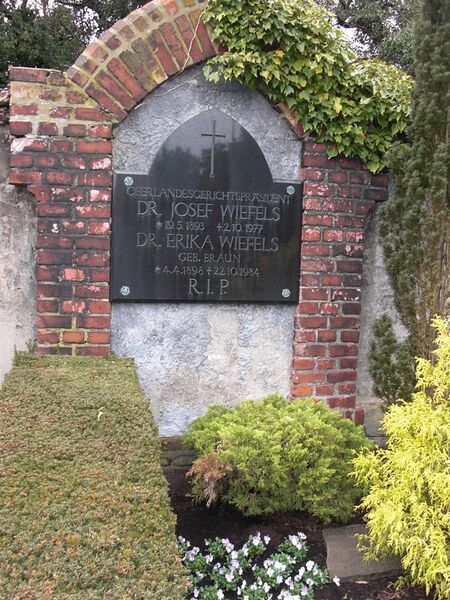 OBERLANDESGERICHTSPRÄSIDENT
DR. JOSEF WIEFELS
*19.5.1893 +2.10.1977
DR. ERIKA WIEFELS
GEB. BRAUN
*4.4.1898 +22.10.1984
R.I.P.